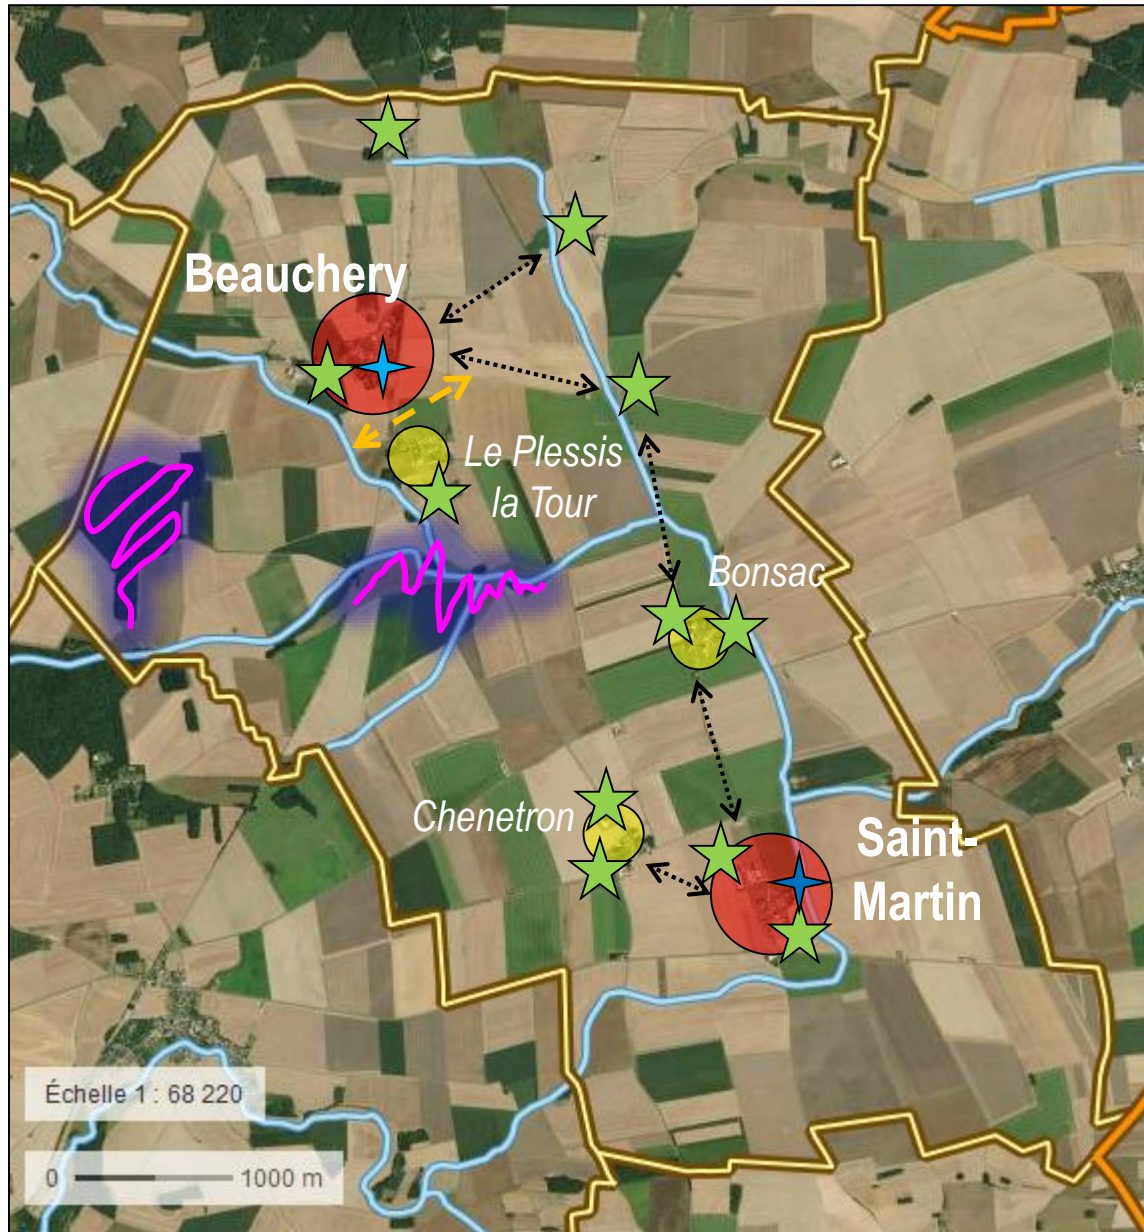 Beauchery
Le Plessis
la Tour
Bonsac
Chenetron
Saint-
Martin
Échelle 1 : 68 220
0 1000 m